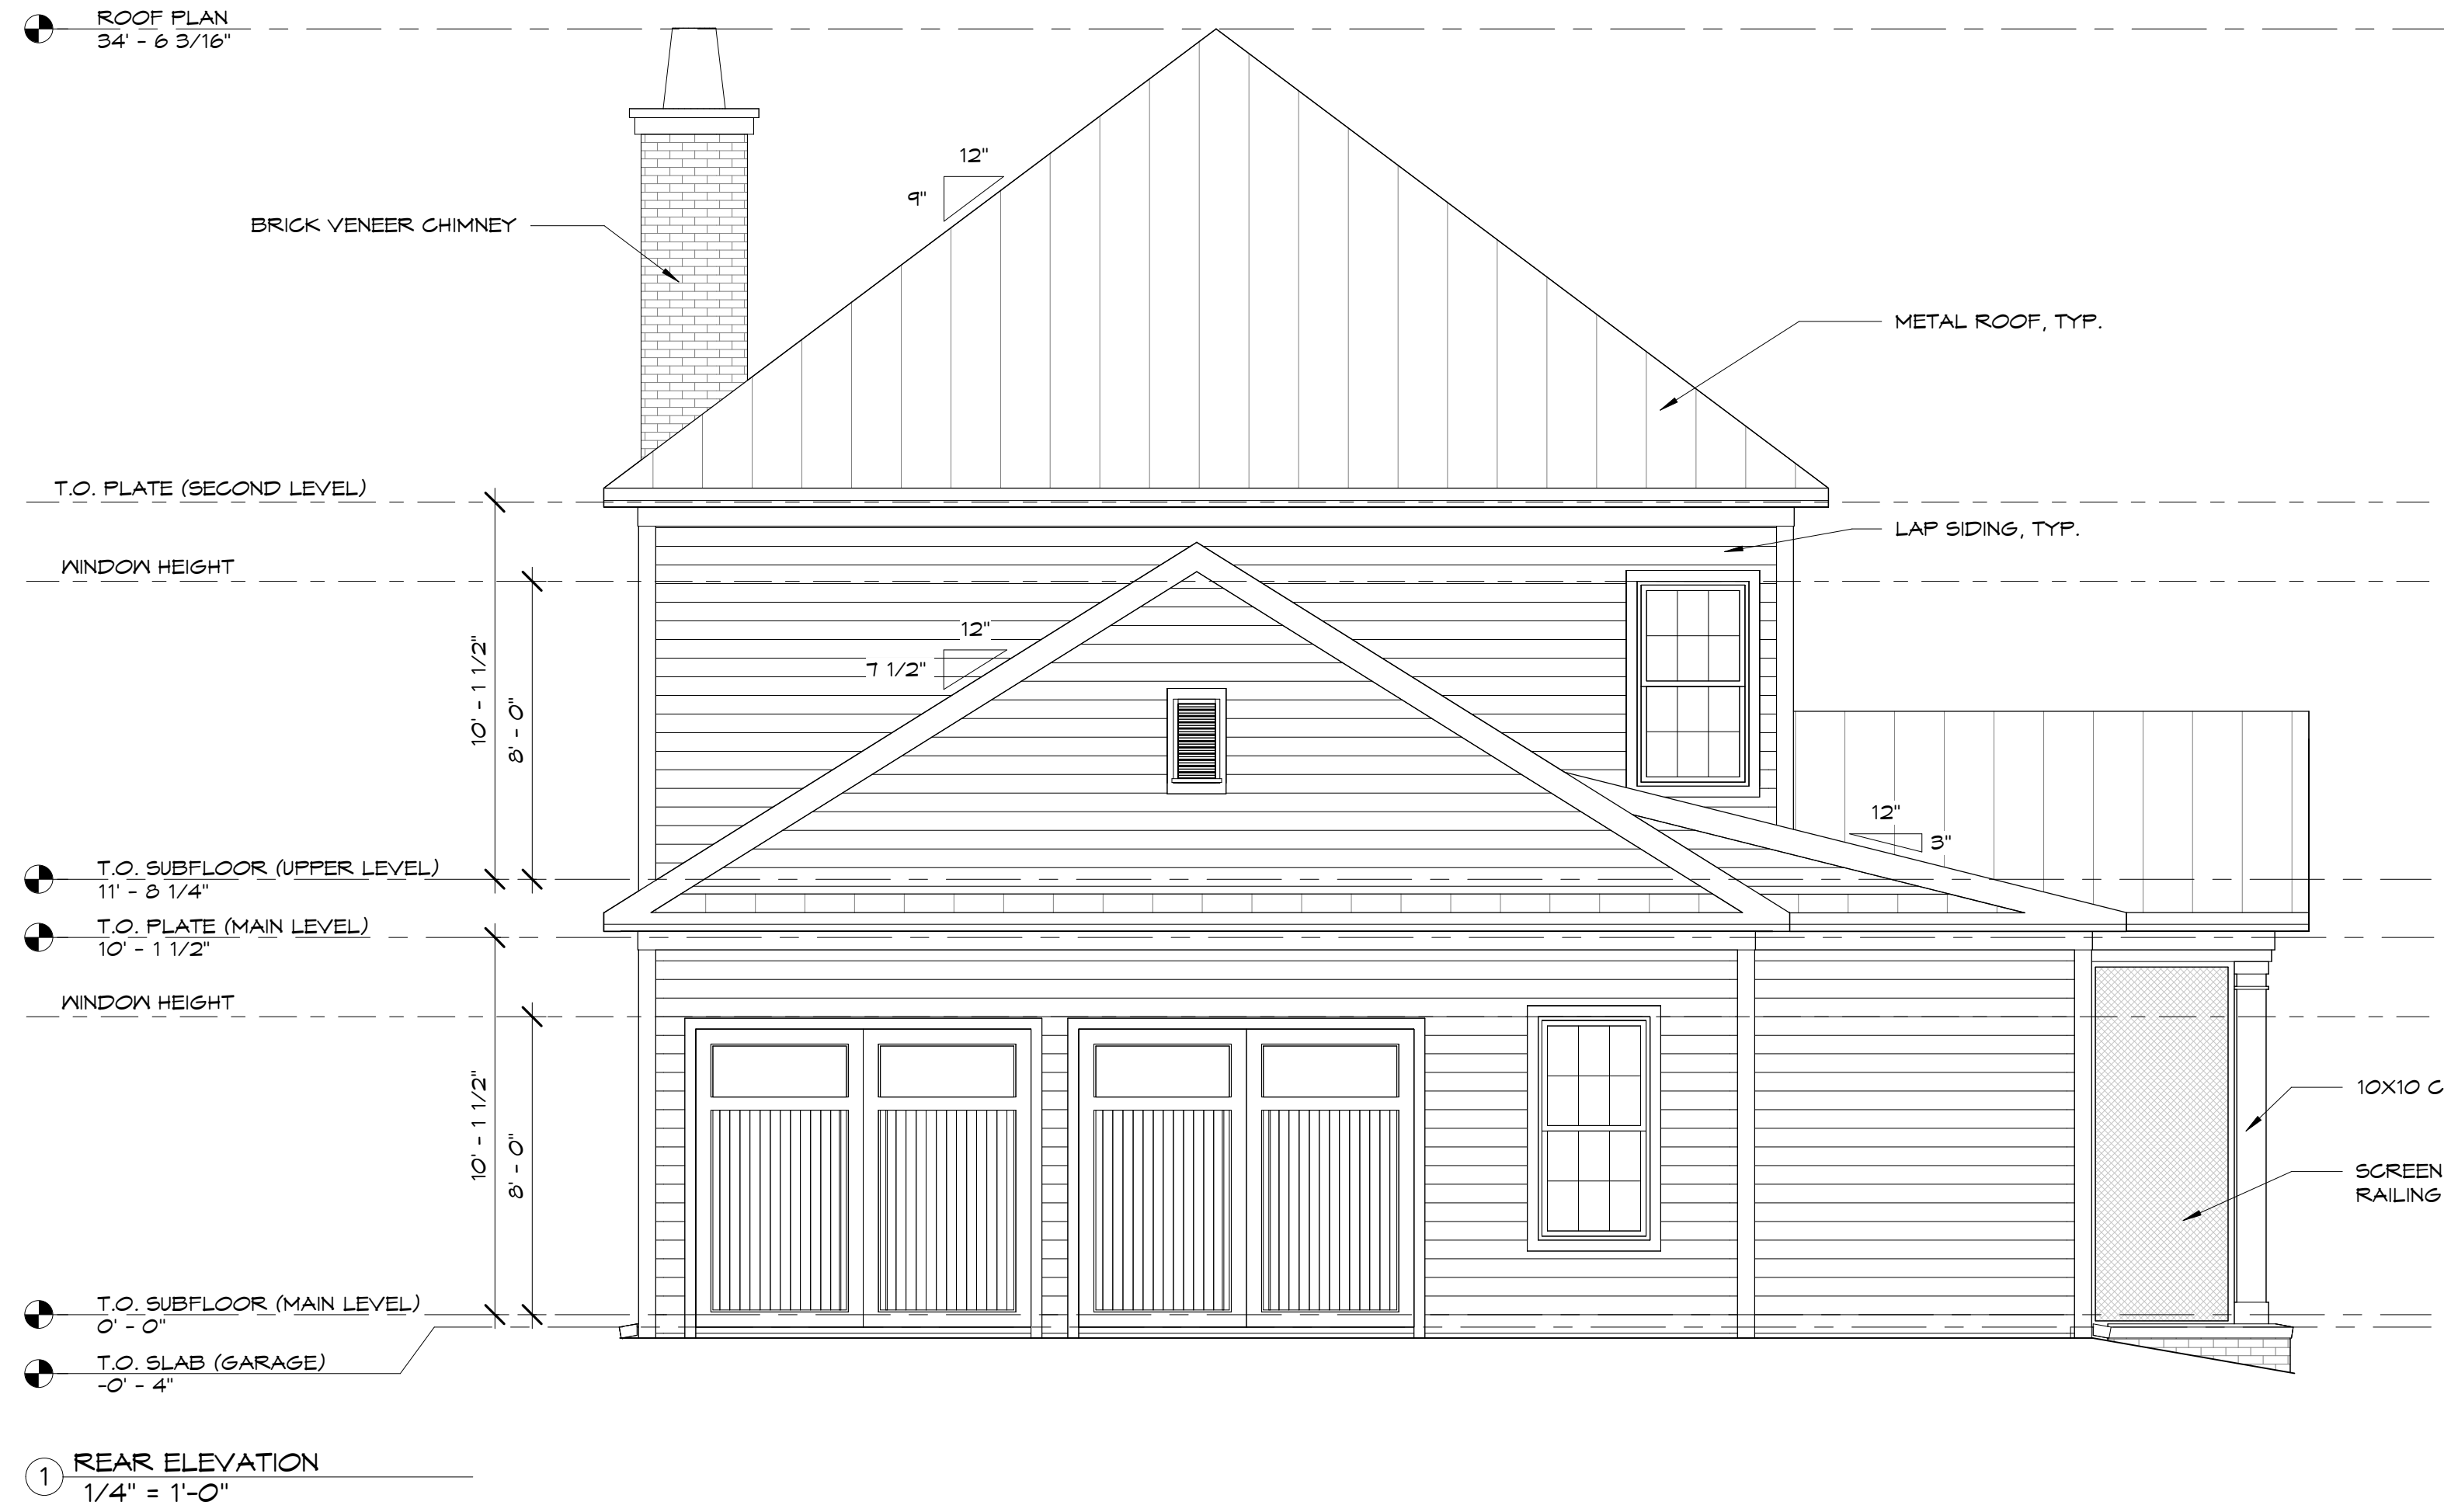 ROOF PLAN
34' - 6 3/16"
12"
9"
BRICK VENEER CHIMNEY
METAL ROOF, TYP.
T.O. PLATE (SECOND LEVEL)
LAP SIDING, TYP.
WINDOW HEIGHT
12"
7 1/2"
10' - 1 1/2"
8' - 0"
12"
3"
T.O. SUBFLOOR (UPPER LEVEL)
11' - 8 1/4"
T.O. PLATE (MAIN LEVEL)
10' - 1 1/2"
WINDOW HEIGHT
10X10 C
10' - 1 1/2"
8' - 0"
SCREEN
RAILING
T.O. SUBFLOOR (MAIN LEVEL)
0' - 0"
T.O. SLAB (GARAGE)
-0' - 4"
1 REAR ELEVATION
1/4" = 1'-0"